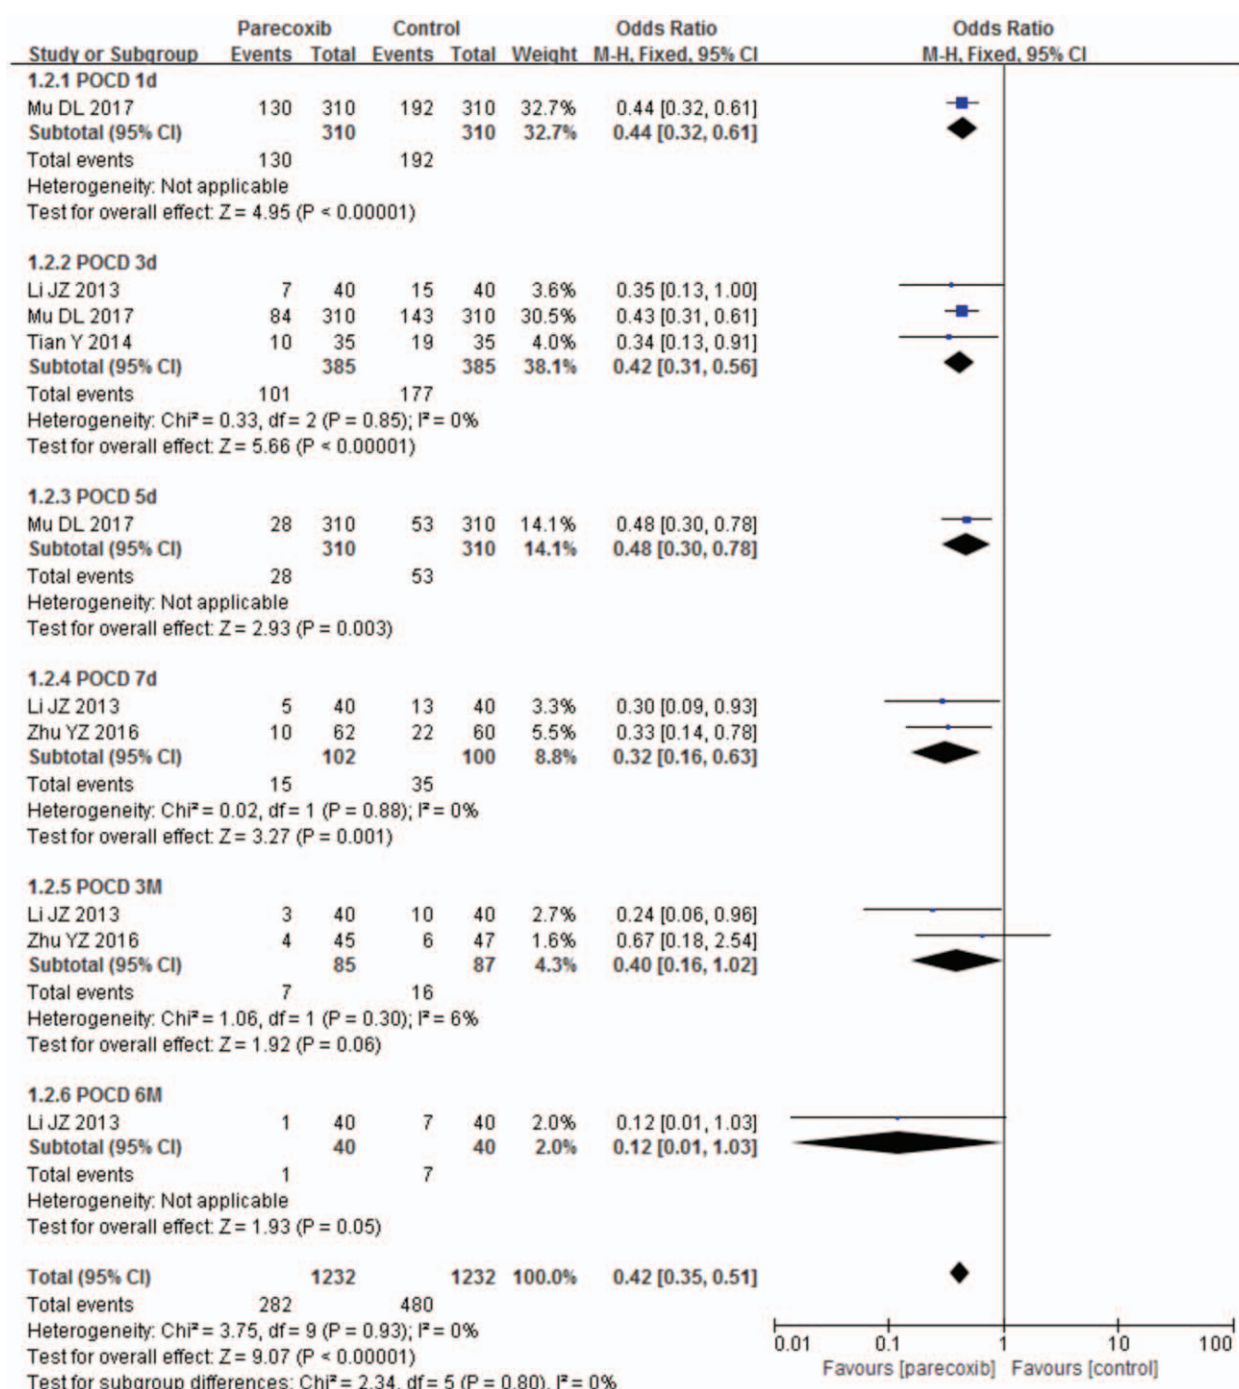 Parecoxib Control Odds Ratio Odds Ratio
Study or Subgroup Events Total Events Total Weight M-H, Fixed, 95% CI M-H, Fixed, 95% CI
1.2.1 POCD 1d
Mu DL 2017 130 310 192 310 32.7% 0.44 [0.32, 0.61]
Subtotal (95% CI) 310 310 32.7% 0.44 [0.32, 0.61]
Total events 130 192
Heterogeneity: Not applicable
Test for overall effect: Z = 4.95 (P < 0.00001)
1.2.2 POCD 3d
Li JZ 2013 7 40 15 40 3.6% 0.35 [0.13, 1.00]
Mu DL 2017 84 310 143 310 30.5% 0.43 [0.31, 0.61]
Tian Y 2014 10 35 19 35 4.0% 0.34 [0.13, 0.91]
Subtotal (95% CI) 385 385 38.1% 0.42 [0.31, 0.56]
Total events 101 177
Heterogeneity: Chi² = 0.33, df = 2 (P = 0.85); I² = 0%
Test for overall effect: Z = 5.66 (P < 0.00001)
1.2.3 POCD 5d
Mu DL 2017 28 310 53 310 14.1% 0.48 [0.30, 0.78]
Subtotal (95% CI) 310 310 14.1% 0.48 [0.30, 0.78]
Total events 28 53
Heterogeneity: Not applicable
Test for overall effect: Z = 2.93 (P = 0.003)
1.2.4 POCD 7d
Li JZ 2013 5 40 13 40 3.3% 0.30 [0.09, 0.93]
Zhu YZ 2016 10 62 22 60 5.5% 0.33 [0.14, 0.78]
Subtotal (95% CI) 102 100 8.8% 0.32 [0.16, 0.63]
Total events 15 35
Heterogeneity: Chi² = 0.02, df = 1 (P = 0.88); I² = 0%
Test for overall effect: Z = 3.27 (P = 0.001)
1.2.5 POCD 3M
Li JZ 2013 3 40 10 40 2.7% 0.24 [0.06, 0.96]
Zhu YZ 2016 4 45 6 47 1.6% 0.67 [0.18, 2.54]
Subtotal (95% CI) 85 87 4.3% 0.40 [0.16, 1.02]
Total events 7 16
Heterogeneity: Chi² = 1.06, df = 1 (P = 0.30); I² = 6%
Test for overall effect: Z = 1.92 (P = 0.06)
1.2.6 POCD 6M
Li JZ 2013 1 40 7 40 2.0% 0.12 [0.01, 1.03]
Subtotal (95% CI) 40 40 2.0% 0.12 [0.01, 1.03]
Total events 1 7
Heterogeneity: Not applicable
Test for overall effect: Z = 1.93 (P = 0.05)
Total (95% CI) 1232 1232 100.0% 0.42 [0.35, 0.51]
Total events 282 480
Heterogeneity: Chi² = 3.75, df = 9 (P = 0.93); I² = 0%
Test for overall effect: Z = 9.07 (P < 0.00001)
Test for subgroup differences: Chi² = 2.34, df = 5 (P = 0.80), I² = 0%
0.01 0.1 1 10 100
Favours [parecoxib] Favours [control]